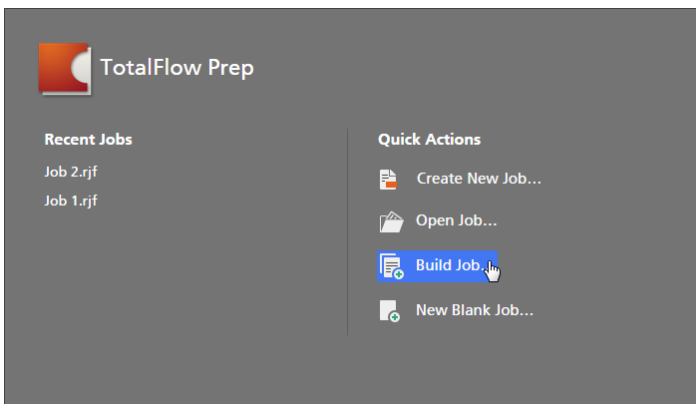 TotalFlow Prep
Recent Jobs
Job 2.rjf
Job 1.rjf
Quick Actions
Create New Job...
Open Job...
Build Job...
New Blank Job...